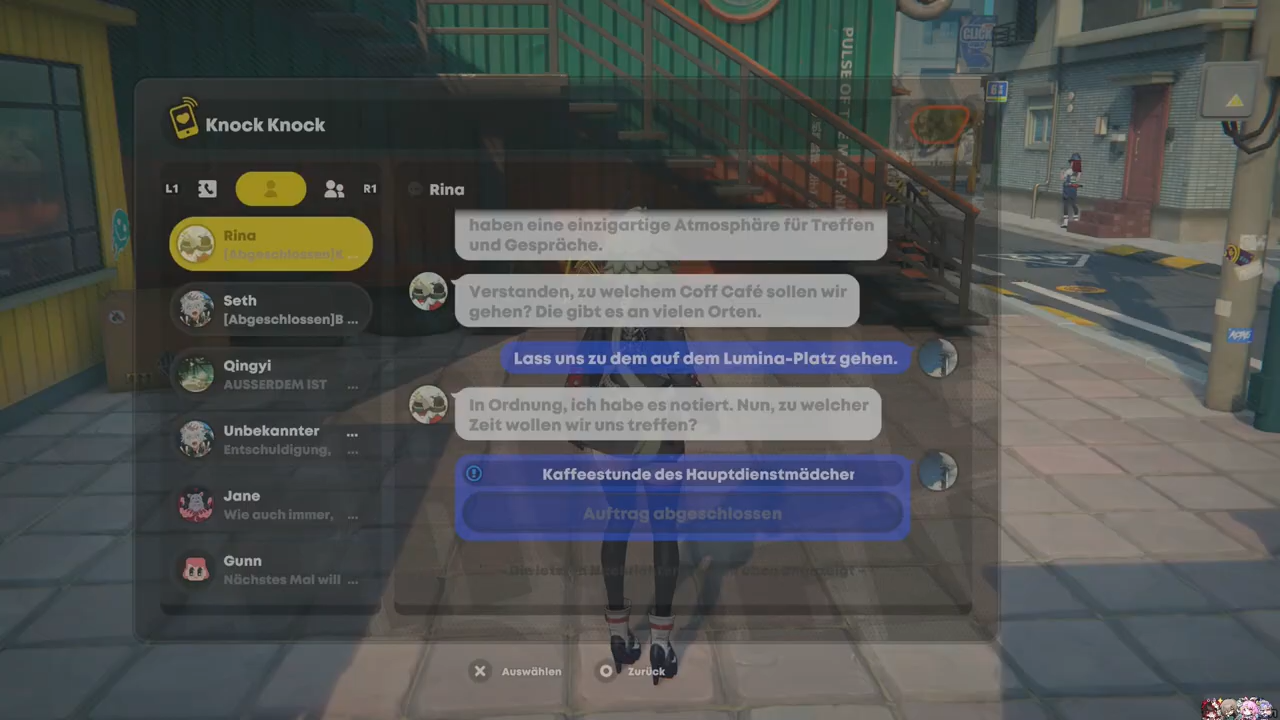 CLICK
PULSE OF T
Knock Knock
L1
R1
Rina
Rina
[Abgeschlossen]K...
Seth
[Abgeschlossen]B ...
Qingyi
AUSSERDEM IST ...
Unbekannter ...
Entschuldigung, ...
Jane
Wie auch immer, ...
Gunn
Nächstes Mal will ...
haben eine einzigartige Atmosphäre für Treffen
und Gespräche.
Verstanden, zu welchem Coff Café sollen wir
gehen? Die gibt es an vielen Orten.
Lass uns zu dem auf dem Lumina-Platz gehen.
In Ordnung, ich habe es notiert. Nun, zu welcher
Zeit wollen wir uns treffen?
Kaffeestunde des Hauptdienstmädcher
Auftrag abgeschlossen
Auswählen
Zurück